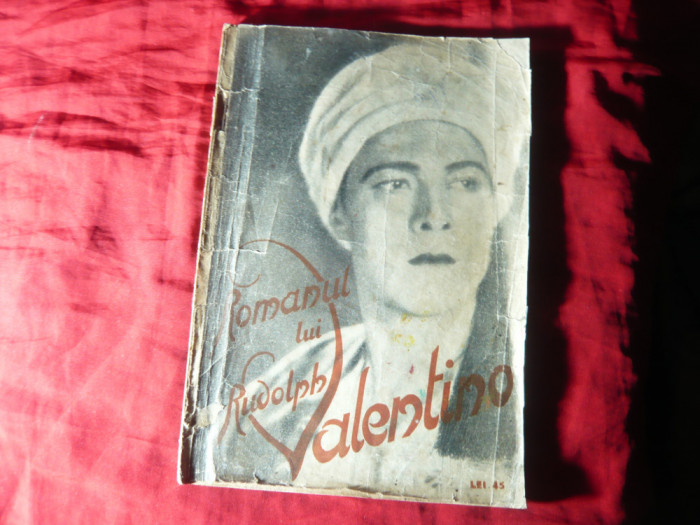 Romanul
lui
Rudolph
Valentino
LEI 45